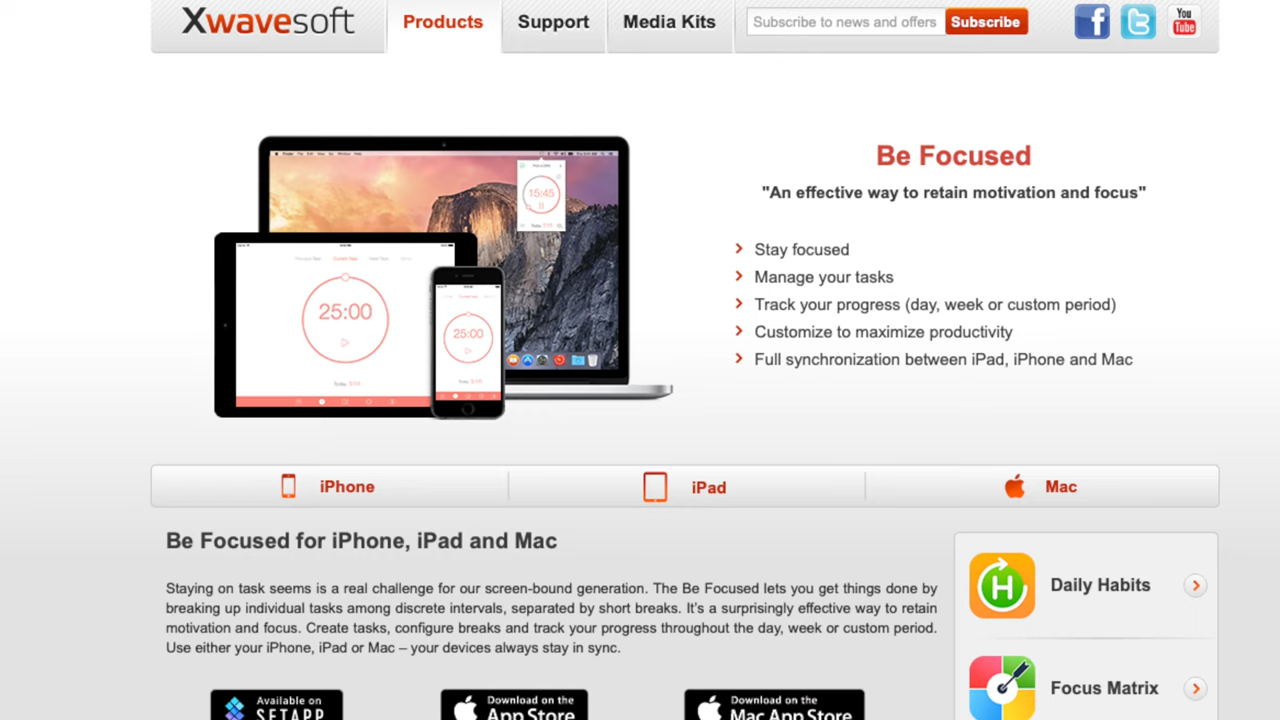 Xwavesoft
Products
Support
Media Kits
Subscribe to news and offers
Subscribe
f
You
Tube
Be Focused
"An effective way to retain motivation and focus"
Stay focused
Manage your tasks
Track your progress (day, week or custom period)
Customize to maximize productivity
Full synchronization between iPad, iPhone and Mac
15:45
25:00
25:00
iPhone
iPad
Mac
Be Focused for iPhone, iPad and Mac
Staying on task seems is a real challenge for our screen-bound generation. The Be Focused lets you get things done by
breaking up individual tasks among discrete intervals, separated by short breaks. It's a surprisingly effective way to retain
motivation and focus. Create tasks, configure breaks and track your progress throughout the day, week or custom period.
Use either your iPhone, iPad or Mac – your devices always stay in sync.
Available on
SETAPP
Download on the
App Store
Download on the
Mac App Store
H
Daily Habits
Focus Matrix